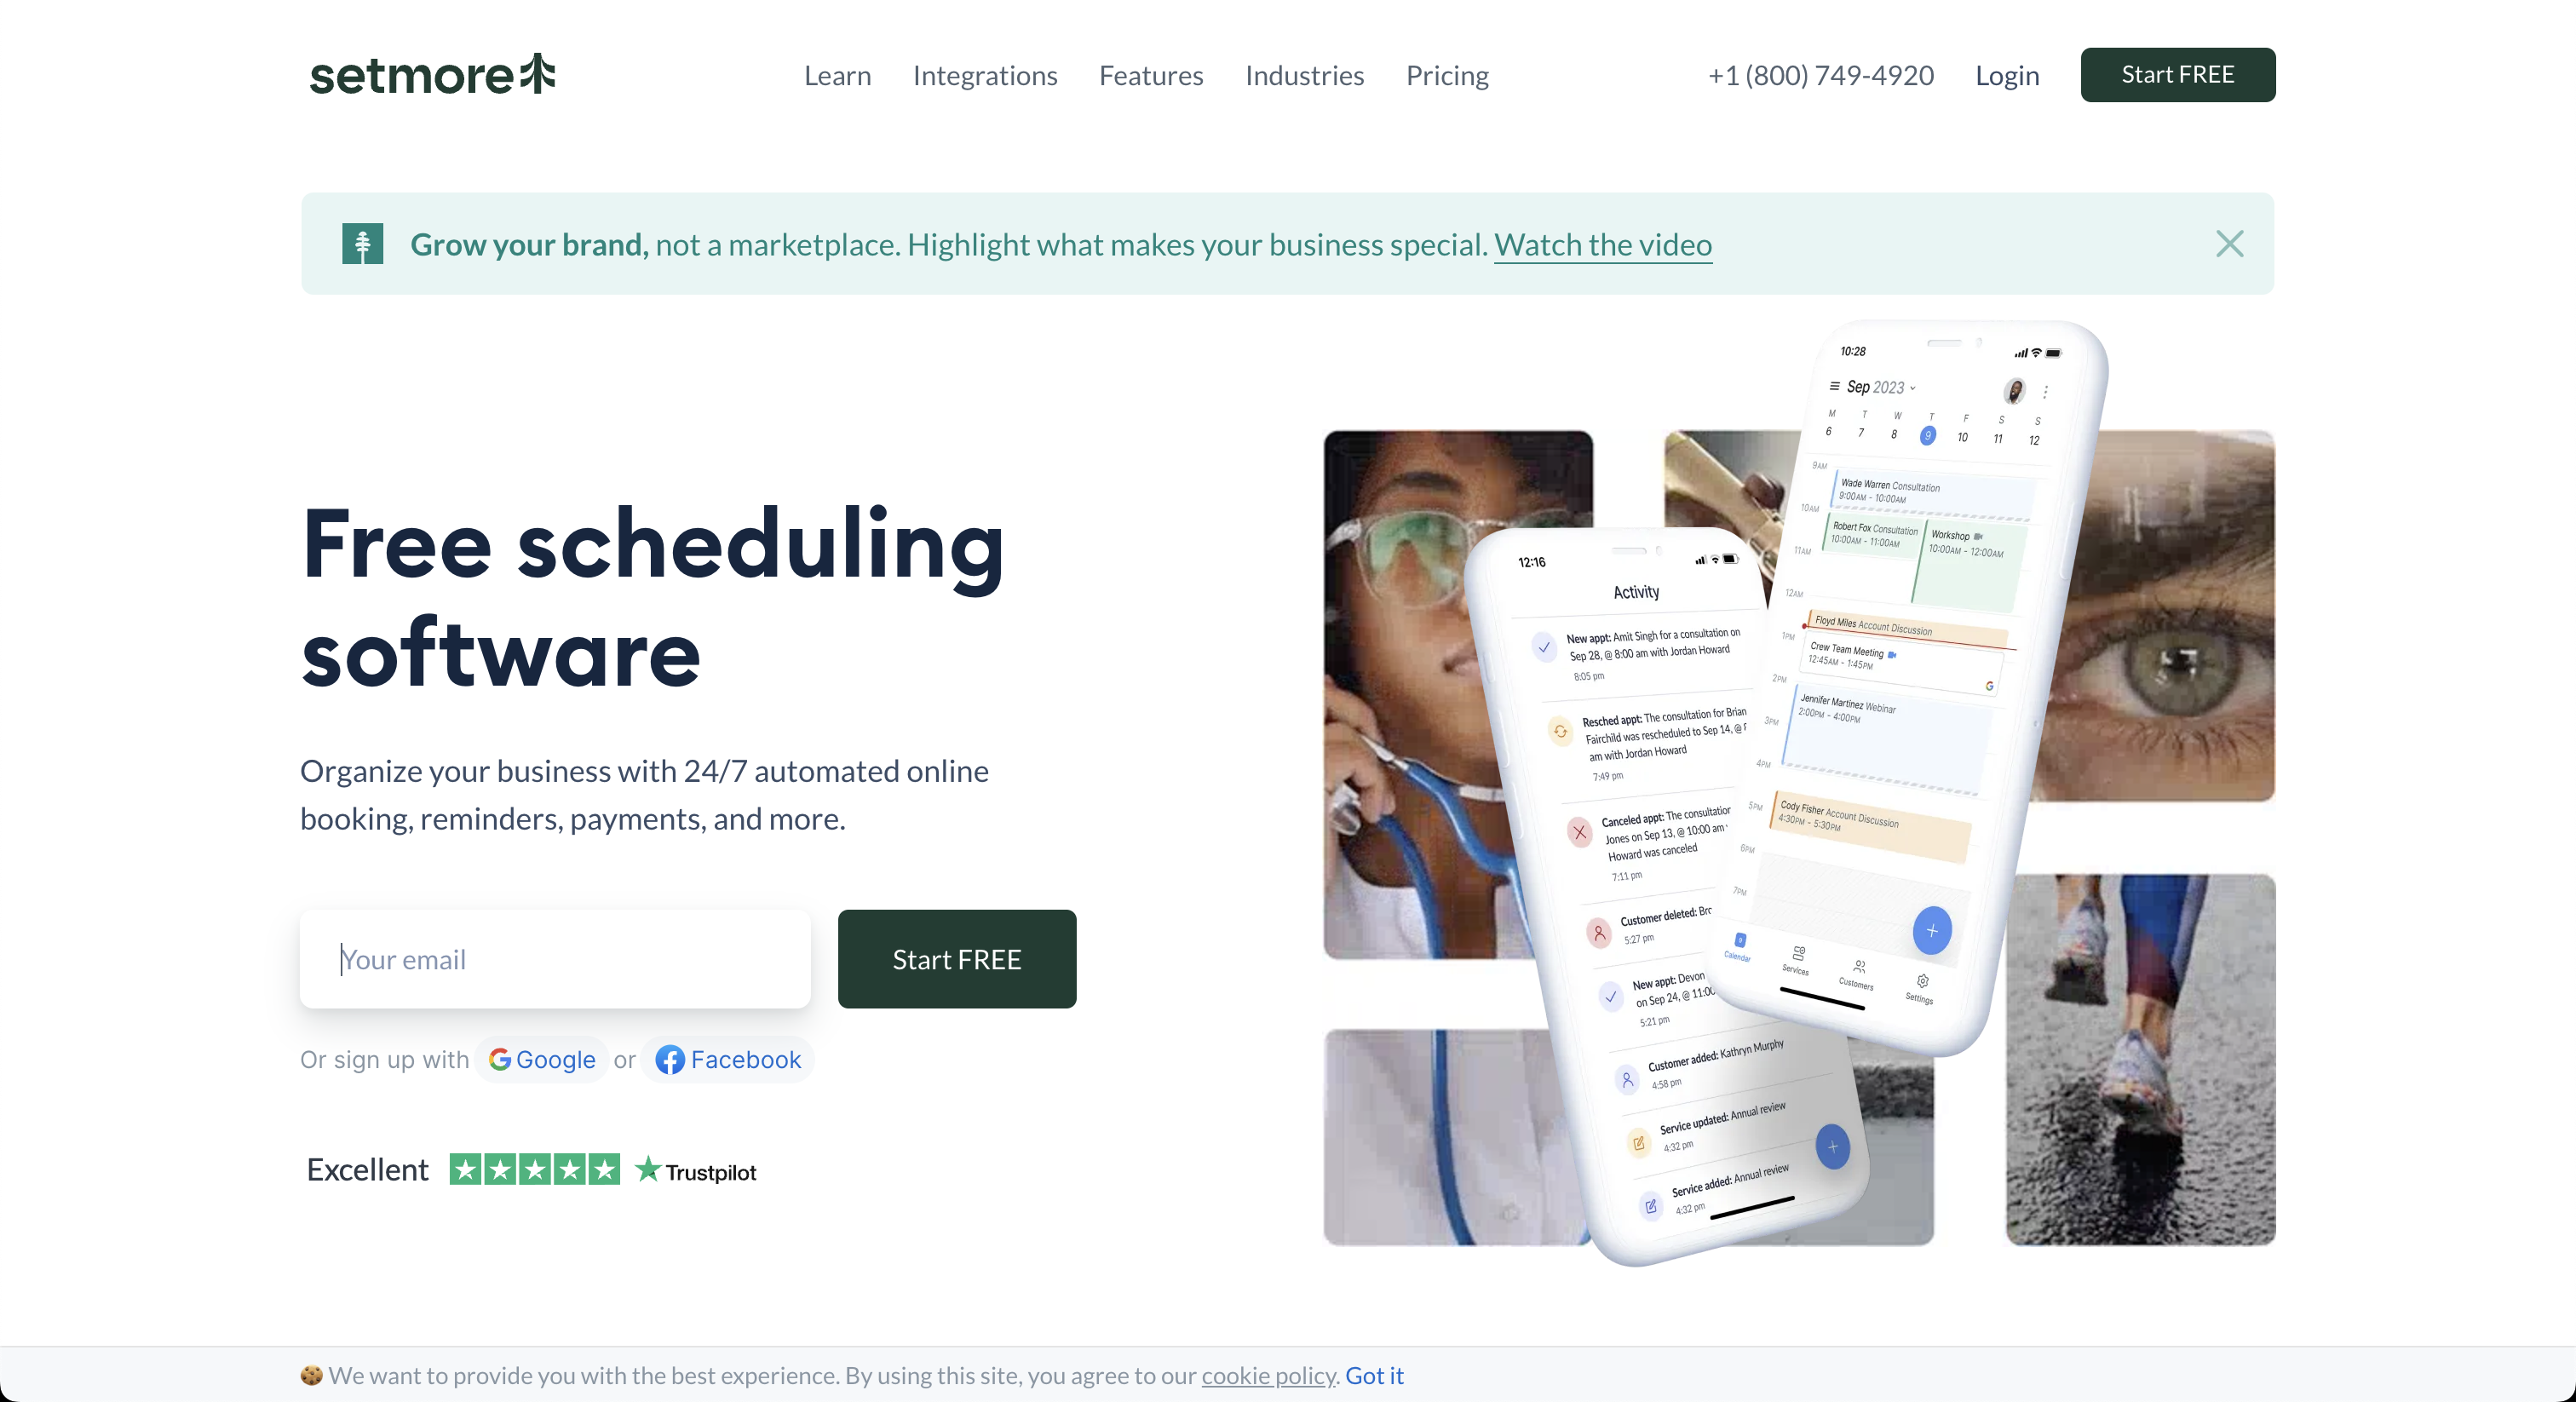 setmore
Learn Integrations Features Industries Pricing
+1 (800) 749-4920 Login Start FREE
Grow your brand, not a marketplace. Highlight what makes your business special. Watch the video
Free scheduling
software
Organize your business with 24/7 automated online
booking, reminders, payments, and more.
Your email
Start FREE
Or sign up with Google or Facebook
Excellent Trustpilot
12:16
Activity
New appt: Amit Singh for a consultation on
Sep 28, @ 8:00 am with Jordan Howard
8:05 pm
Resched appt: The consultation for Brian
Fairchild was rescheduled to Sep 14, @
am with Jordan Howard
7:49 pm
Canceled appt: The consultation
Jones on Sep 13, @ 10:00 am
Howard was canceled
7:11 pm
Customer deleted:
5:27 pm
New appt: Devon
on Sep 24, @ 11:00
5:21 pm
Customer added: Kathryn Murphy
4:58 pm
Service updated: Annual review
4:32 pm
Service added: Annual review
4:32 pm
10:28
Sep 2023
M T W T F S S
6 7 8 9 10 11 12
9AM
Wade Warren Consultation
9:00AM - 10:00AM
10AM
Robert Fox Consultation
10:00AM - 11:00AM
Workshop
10:00AM - 12:00AM
11AM
12AM
Floyd Miles Account Discussion
1PM
Crew Team Meeting
12:45AM - 1:45PM
2PM
Jennifer Martinez Webinar
2:00PM - 4:00PM
3PM
4PM
5PM
Cody Fisher Account Discussion
4:30PM - 5:30PM
6PM
7PM
9
Calendar Services Customers Settings
We want to provide you with the best experience. By using this site, you agree to our cookie policy. Got it